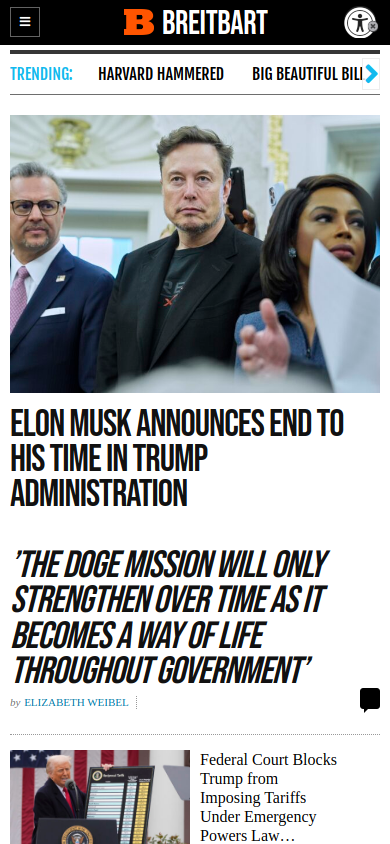 BREITBART
TRENDING:
HARVARD HAMMERED
BIG BEAUTIFUL BILL
ELON MUSK ANNOUNCES END TO
HIS TIME IN TRUMP
ADMINISTRATION
'THE DOGE MISSION WILL ONLY
STRENGTHEN OVER TIME AS IT
BECOMES A WAY OF LIFE
THROUGHOUT GOVERNMENT'
by ELIZABETH WEIBEL
Federal Court Blocks
Trump from
Imposing Tariffs
Under Emergency
Powers Law…